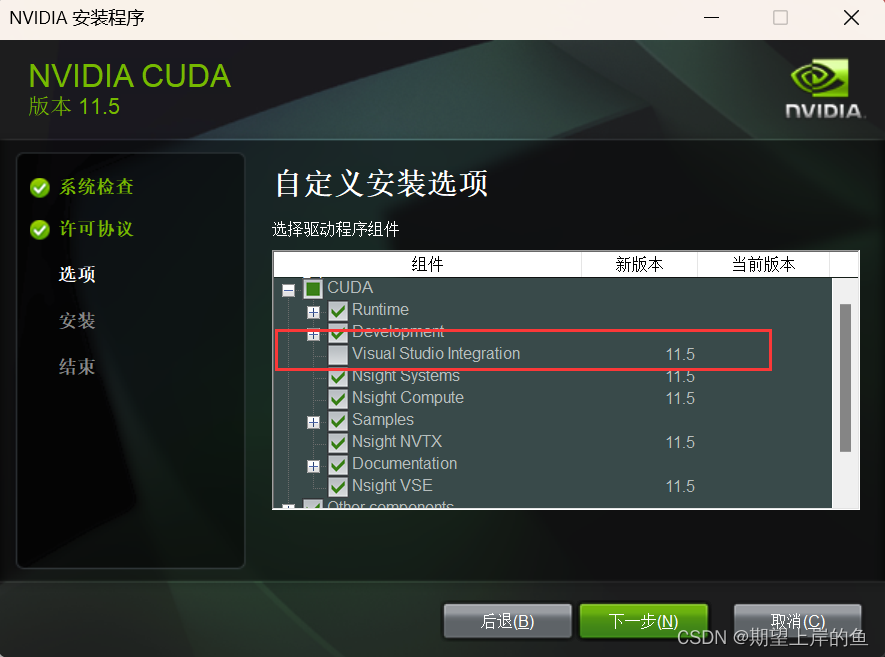 NVIDIA 安装程序
NVIDIA CUDA
版本 11.5
NVIDIA.
系统检查
许可协议
选项
安装
结束
自定义安装选项
选择驱动程序组件
组件 新版本 当前版本
CUDA
Runtime
Development
Visual Studio Integration 11.5
Nsight Systems 11.5
Nsight Compute 11.5
Samples
Nsight NVTX 11.5
Documentation
Nsight VSE 11.5
Other components
后退(B) 下一步(N) 取消(C)
CSDN @期望上岸的鱼